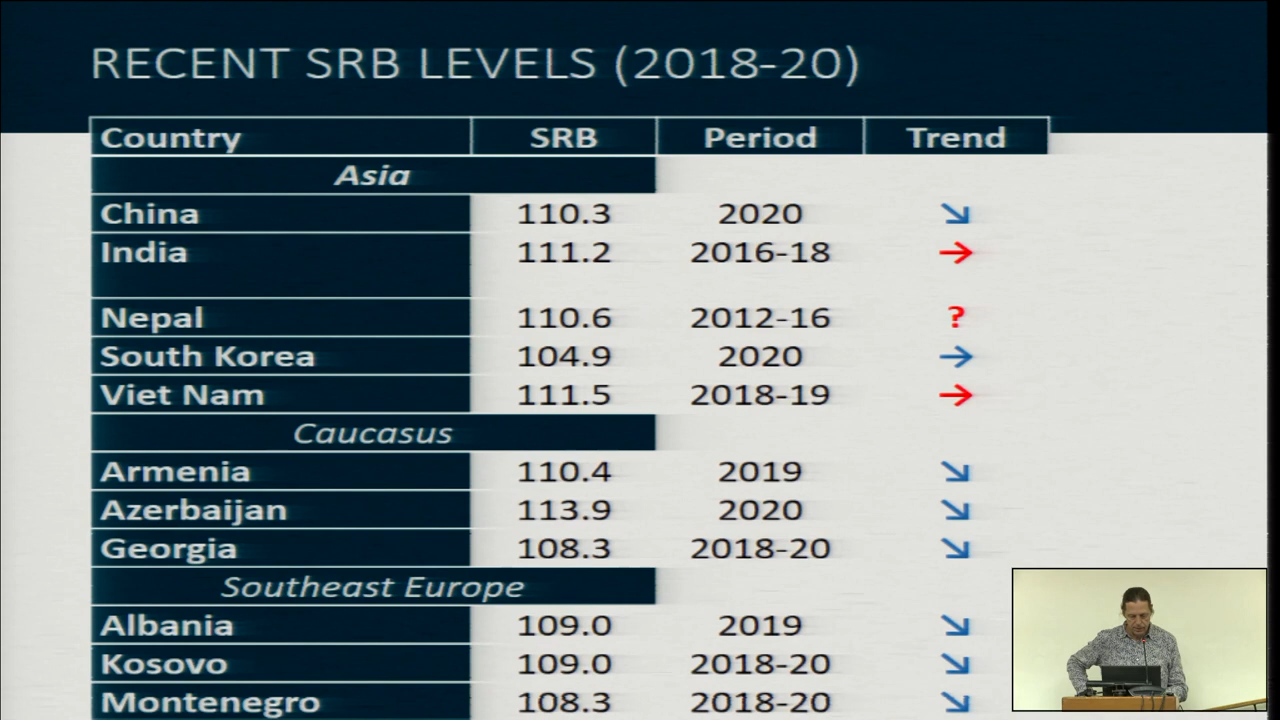 RECENT SRB LEVELS (2018-20)
Country SRB Period Trend
Asia
China 110.3 2020 ↘
India 111.2 2016-18 →
Nepal 110.6 2012-16 ?
South Korea 104.9 2020 →
Viet Nam 111.5 2018-19 →
Caucasus
Armenia 110.4 2019 ↘
Azerbaijan 113.9 2020 ↘
Georgia 108.3 2018-20 ↘
Southeast Europe
Albania 109.0 2019 ↘
Kosovo 109.0 2018-20 ↘
Montenegro 108.3 2018-20 ↘